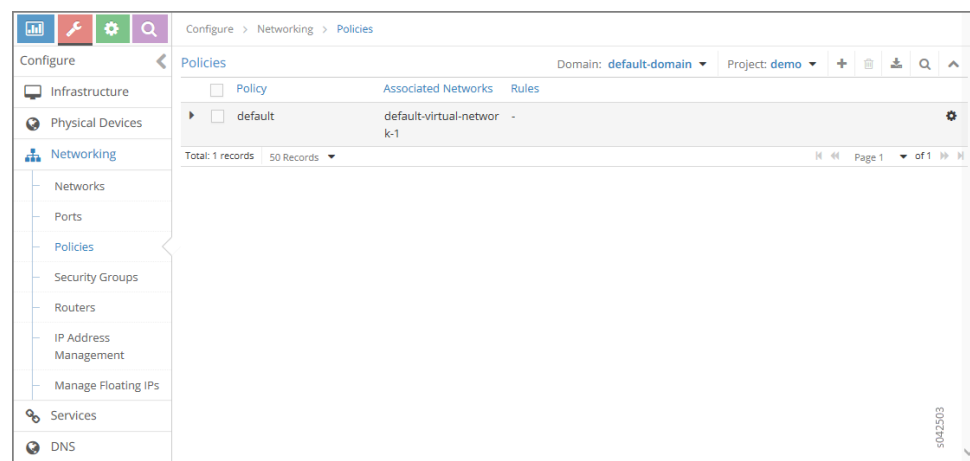 Configure > Networking > Policies
Configure
Policies
Domain: default-domain
Project: demo
Infrastructure
Physical Devices
Networking
Networks
Ports
Policies
Security Groups
Routers
IP Address
Management
Manage Floating IPs
Services
DNS
Policy Associated Networks Rules
default default-virtual-networ -
k-1
Total: 1 records 50 Records Page 1 of 1
s042503